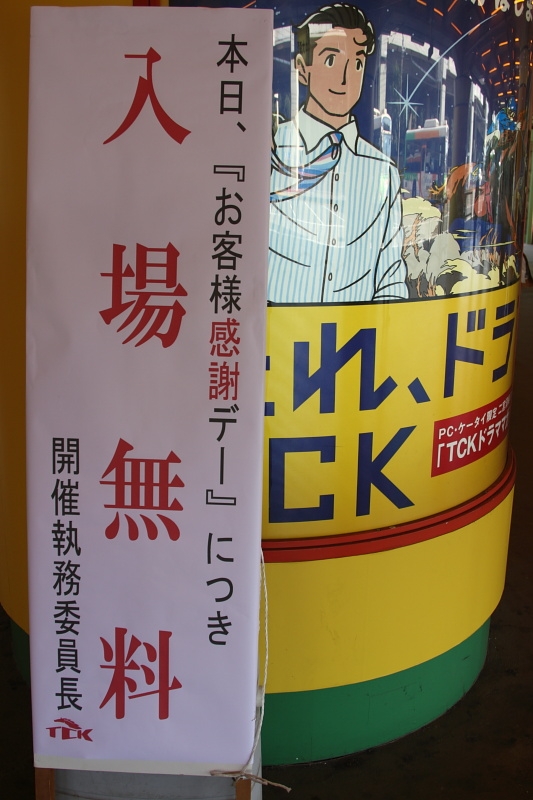 本日、『お客様感謝デー』につき
入場無料
開催執務委員長
TCK
れ、ドラ
CK
PC・ケータイ限定
「TCKドラマ